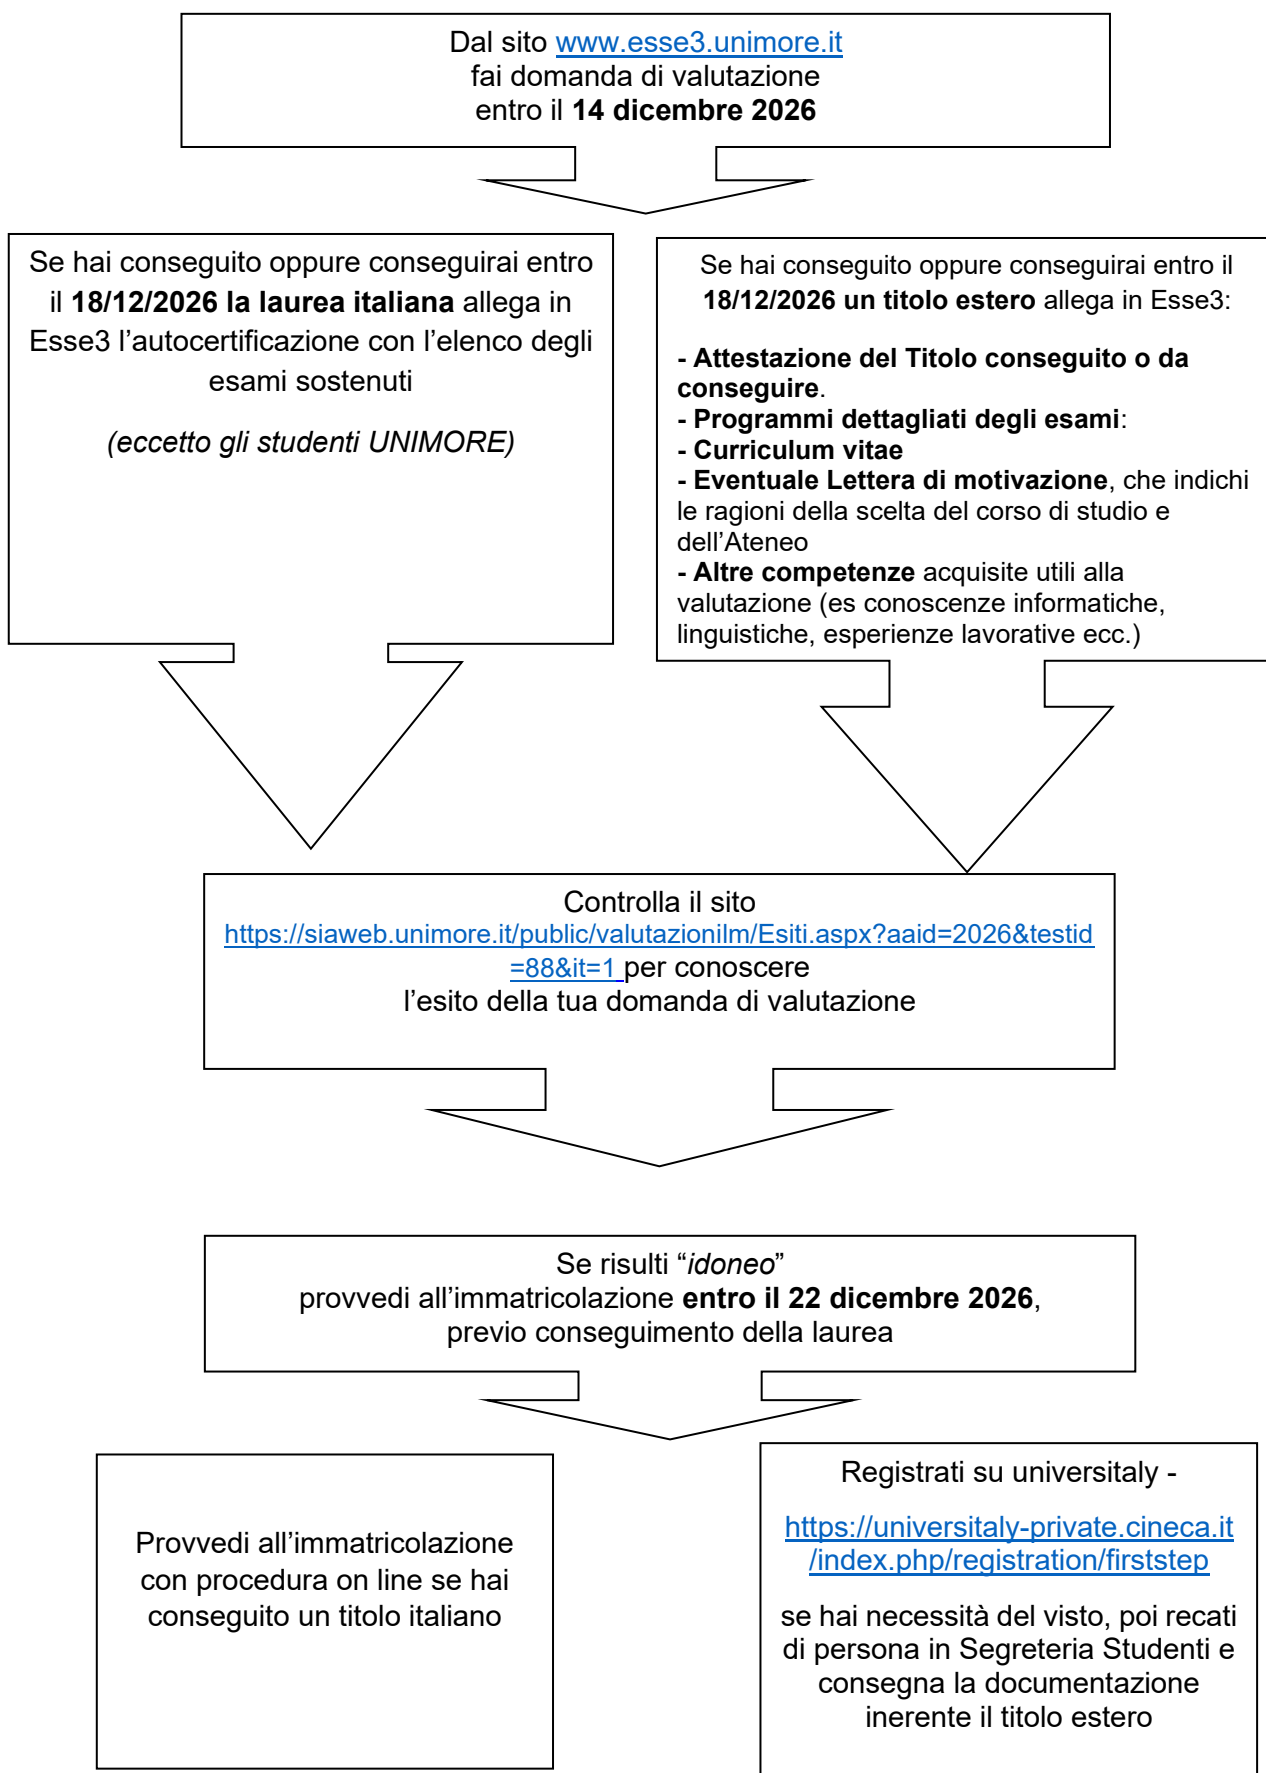 Dal sito www.esse3.unimore.it
fai domanda di valutazione
entro il 14 dicembre 2026
Se hai conseguito oppure conseguirai entro
il 18/12/2026 la laurea italiana allega in
Esse3 l’autocertificazione con l’elenco degli
esami sostenuti
(eccetto gli studenti UNIMORE)
Se hai conseguito oppure conseguirai entro il
18/12/2026 un titolo estero allega in Esse3:
- Attestazione del Titolo conseguito o da
conseguire.
- Programmi dettagliati degli esami:
- Curriculum vitae
- Eventuale Lettera di motivazione, che indichi
le ragioni della scelta del corso di studio e
dell’Ateneo
- Altre competenze acquisite utili alla
valutazione (es conoscenze informatiche,
linguistiche, esperienze lavorative ecc.)
Controlla il sito
https://siaweb.unimore.it/public/valutazionilm/Esiti.aspx?aaid=2026&testid
=88&it=1 per conoscere
l’esito della tua domanda di valutazione
Se risulti “idoneo”
provvedi all’immatricolazione entro il 22 dicembre 2026,
previo conseguimento della laurea
Provvedi all’immatricolazione
con procedura on line se hai
conseguito un titolo italiano
Registrati su universitaly -
https://universitaly-private.cineca.it
/index.php/registration/firststep
se hai necessità del visto, poi recati
di persona in Segreteria Studenti e
consegna la documentazione
inerente il titolo estero